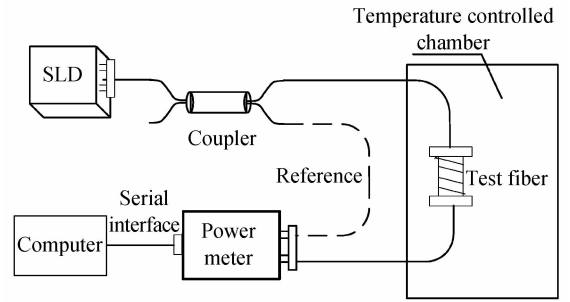 Temperature controlled
chamber
SLD
Coupler
Reference
Test fiber
Serial
interface
Computer
Power
meter